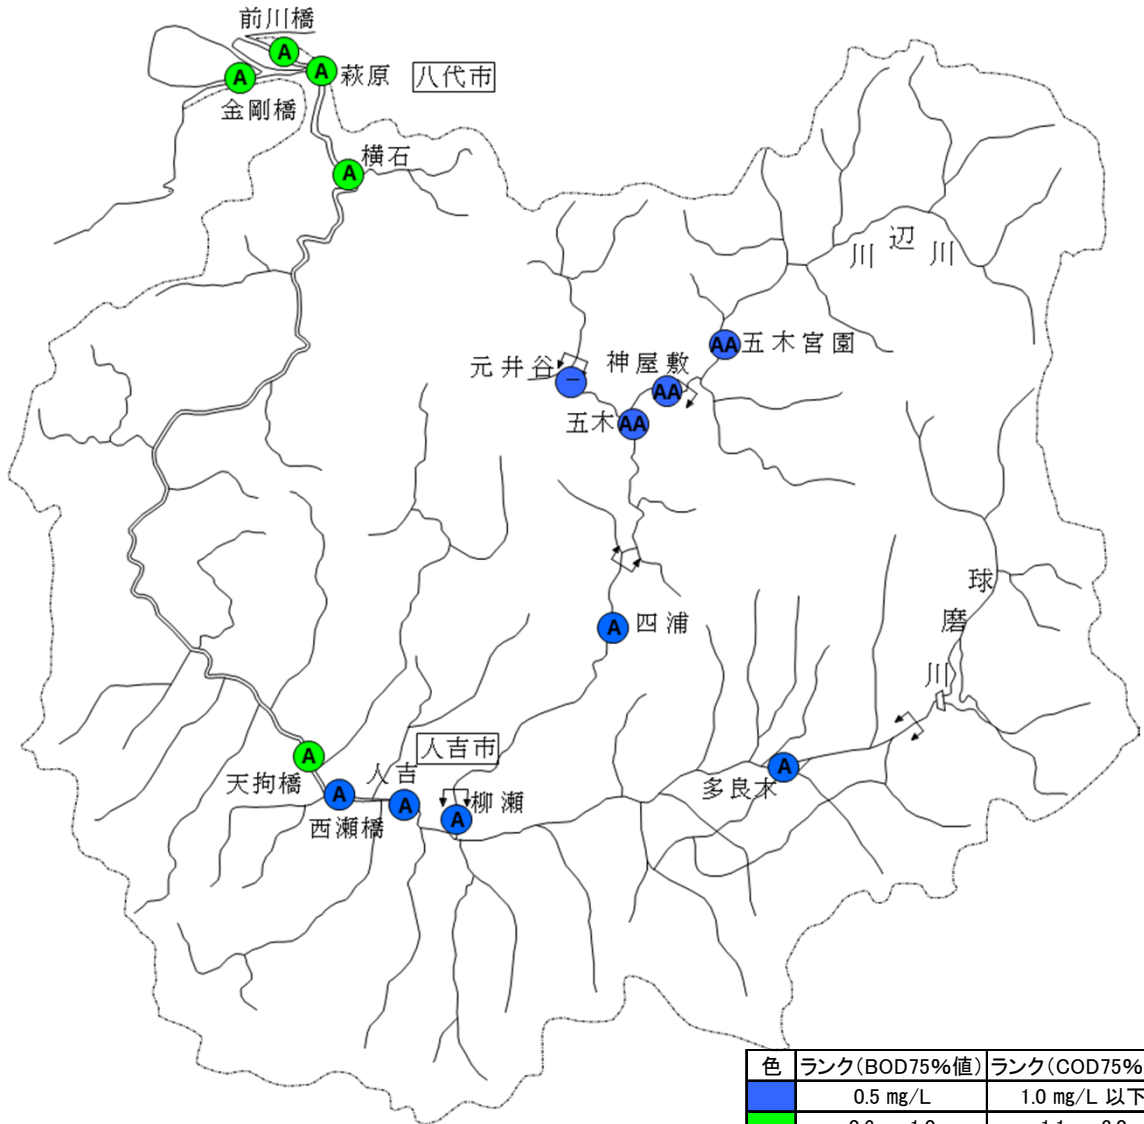 前川橋
A
A
萩原
八代市
A
金剛橋
横石
A
川辺川
AA
五木宮園
神屋敷
元井谷
－
AA
五木
AA
球磨川
A
四浦
A
人吉市
天拘橋
人吉
A
多良木
A
西瀬橋
A
柳瀬
A
色 ランク(BOD75%値) ランク(COD75%
0.5 mg/L 1.0 mg/L 以下